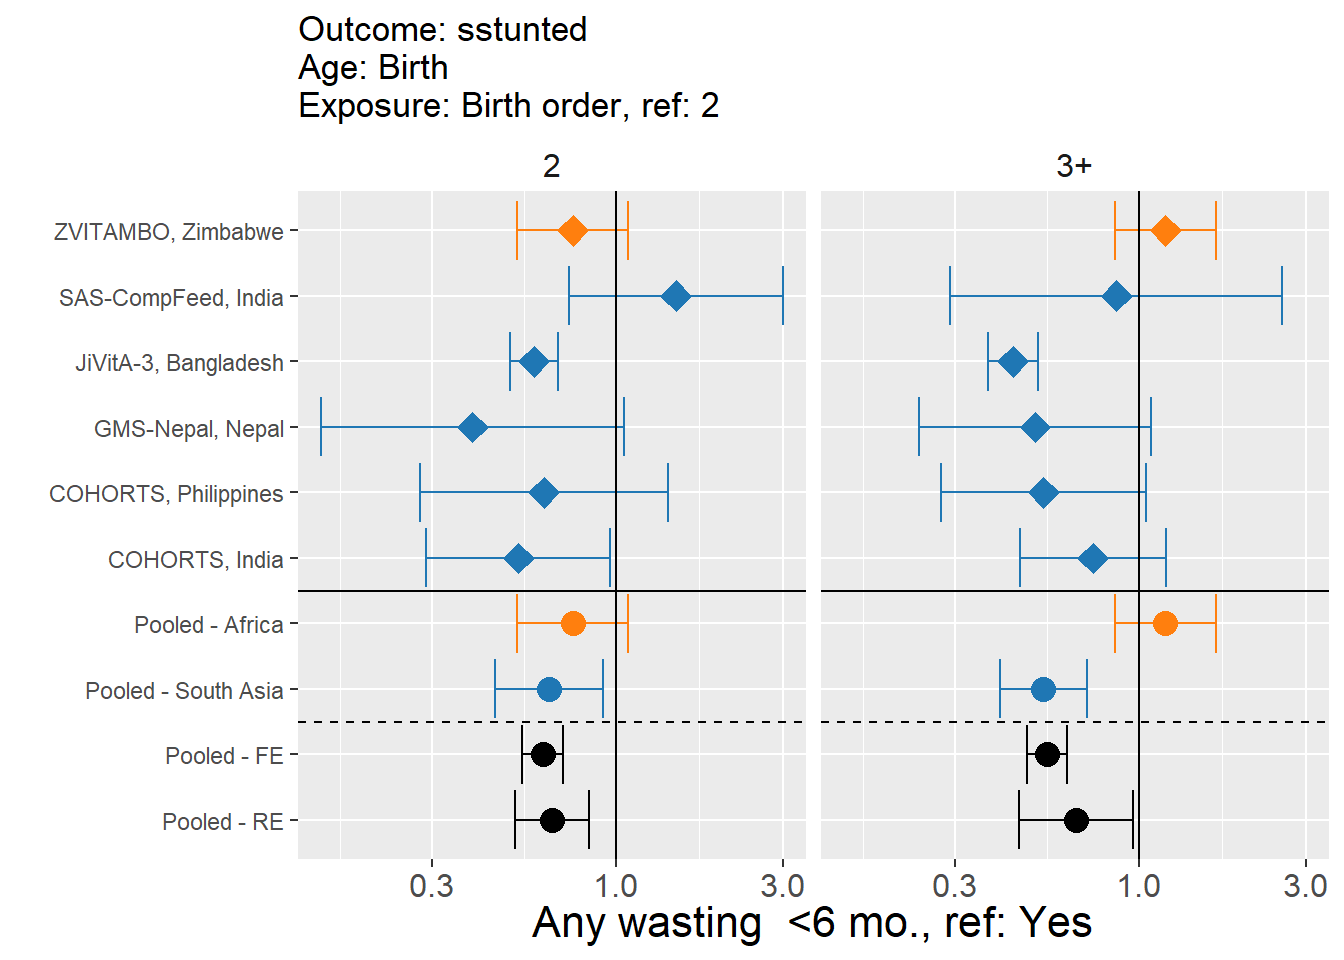 Outcome: sstunted
Age: Birth
Exposure: Birth order, ref: 2
2
3+
ZVITAMBO, Zimbabwe
SAS-CompFeed, India
JiVitA-3, Bangladesh
GMS-Nepal, Nepal
COHORTS, Philippines
COHORTS, India
Pooled - Africa
Pooled - South Asia
Pooled - FE
Pooled - RE
0.3 1.0 3.0
0.3 1.0 3.0
Any wasting  <6 mo., ref: Yes